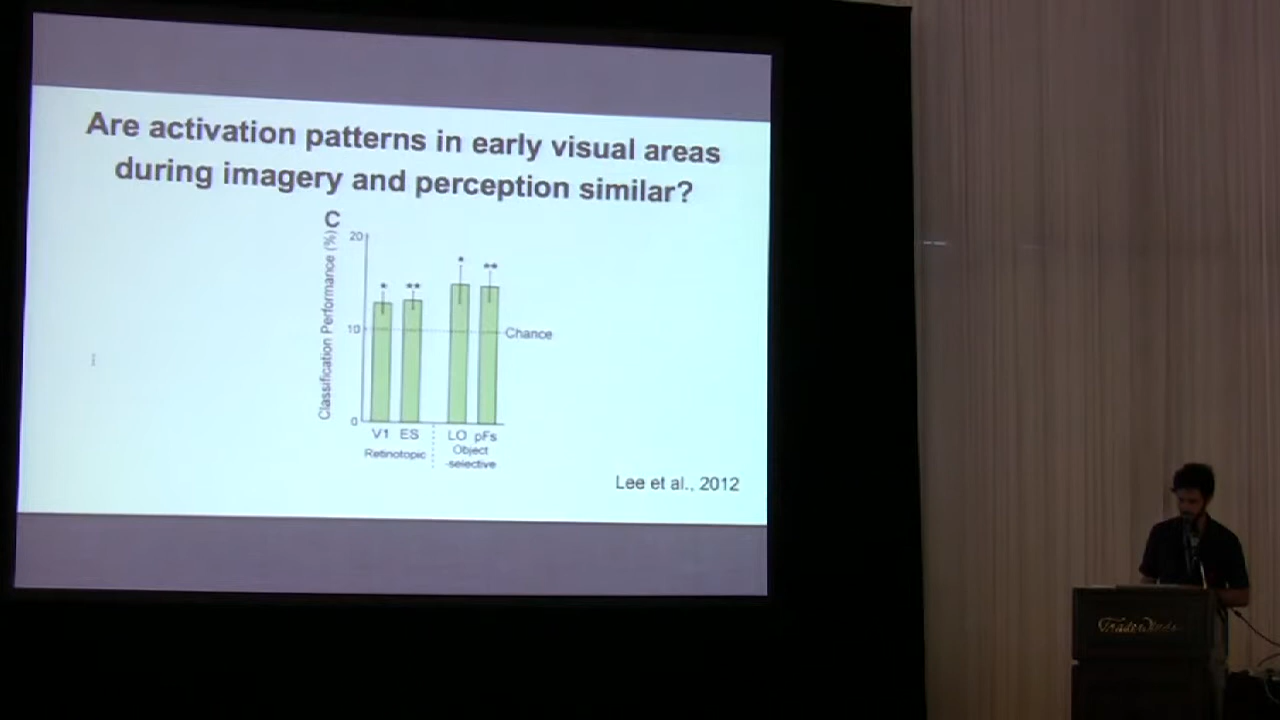 Are activation patterns in early visual areas
during imagery and perception similar?
C
Classification Performance (%)
20
10
0
* ** * **
Chance
V1 ES LO pFs
Retinotopic
Object
-selective
Lee et al., 2012
TradeWinds